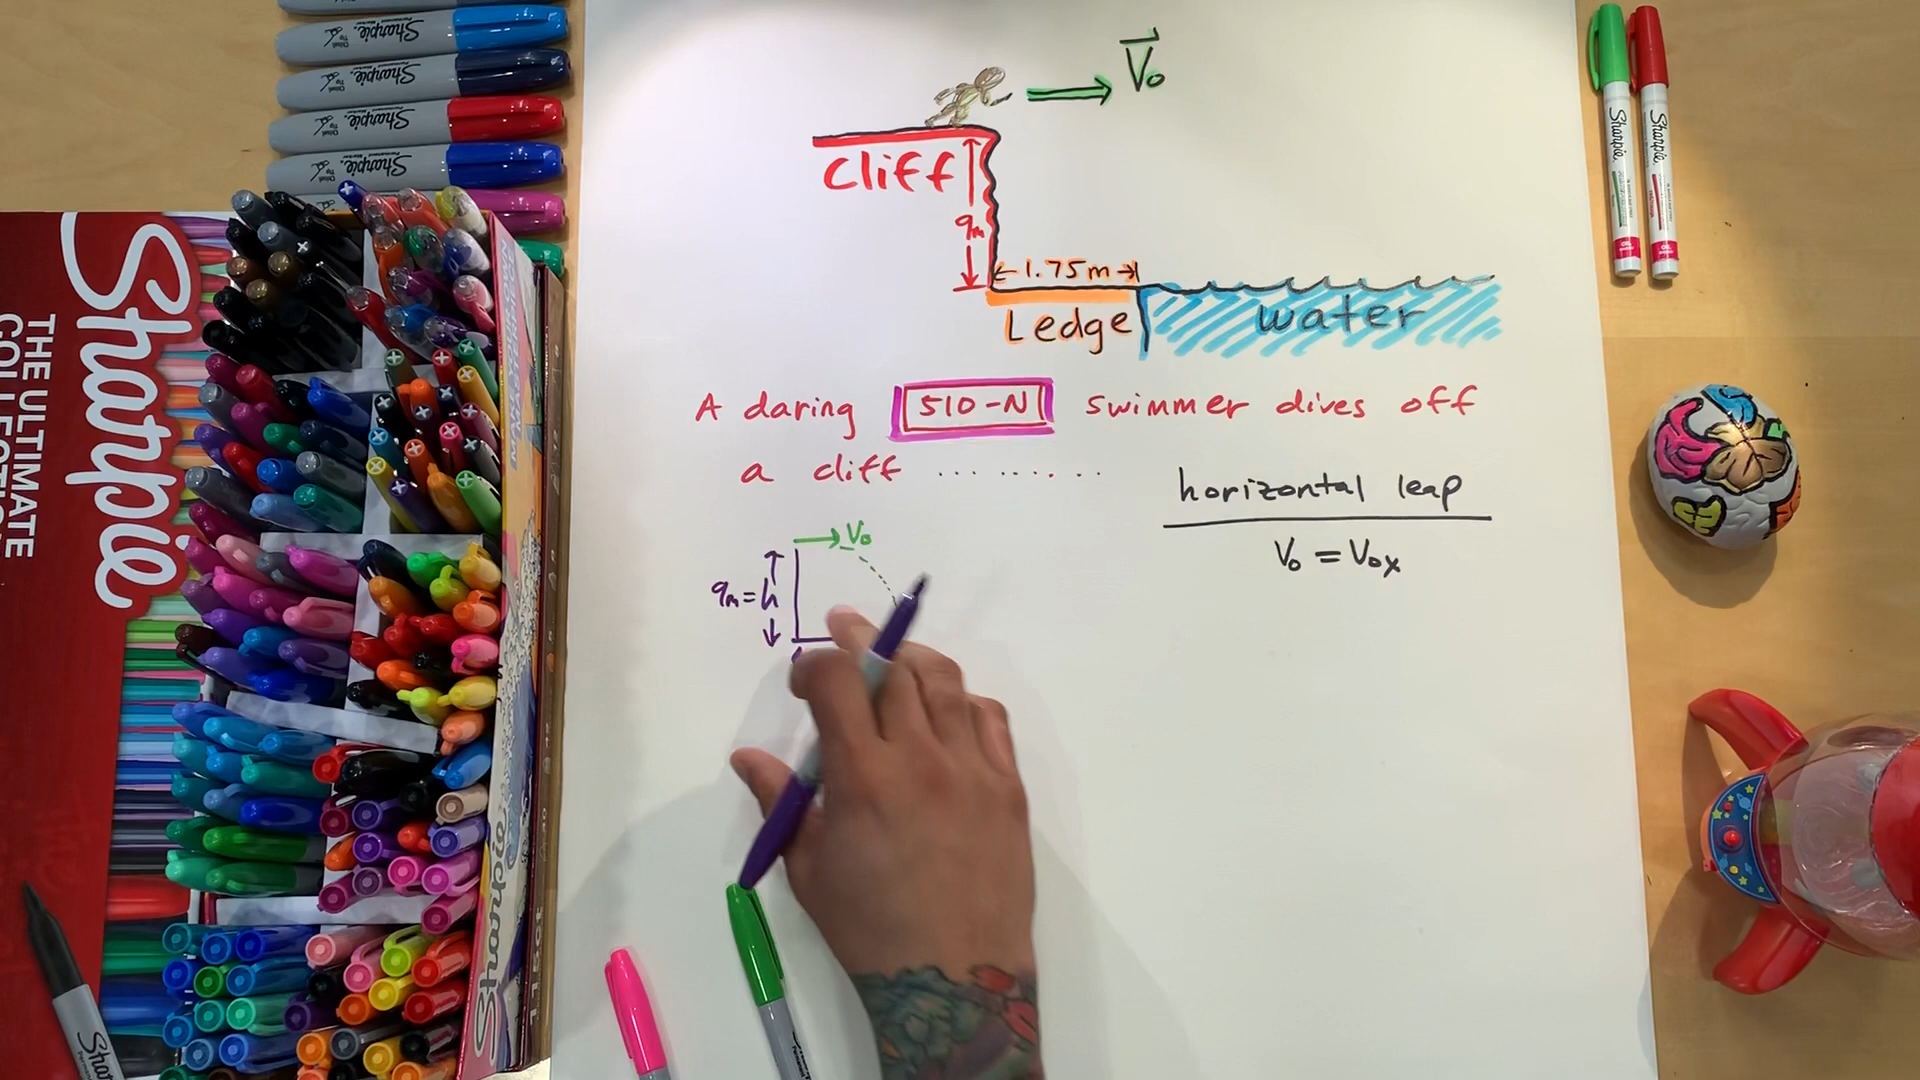 Sharpie
Sharpie
Sharpie
Sharpie
Sharpie
THE ULTIMATE
Sharpie
Sharpie
Sharpie
Sharpie
V₀
Cliff
9m
1.75m
Ledge
water
A daring 510-N swimmer dives off
a cliff ...........
horizontal leap
V₀ = V₀x
V₀
9m = h